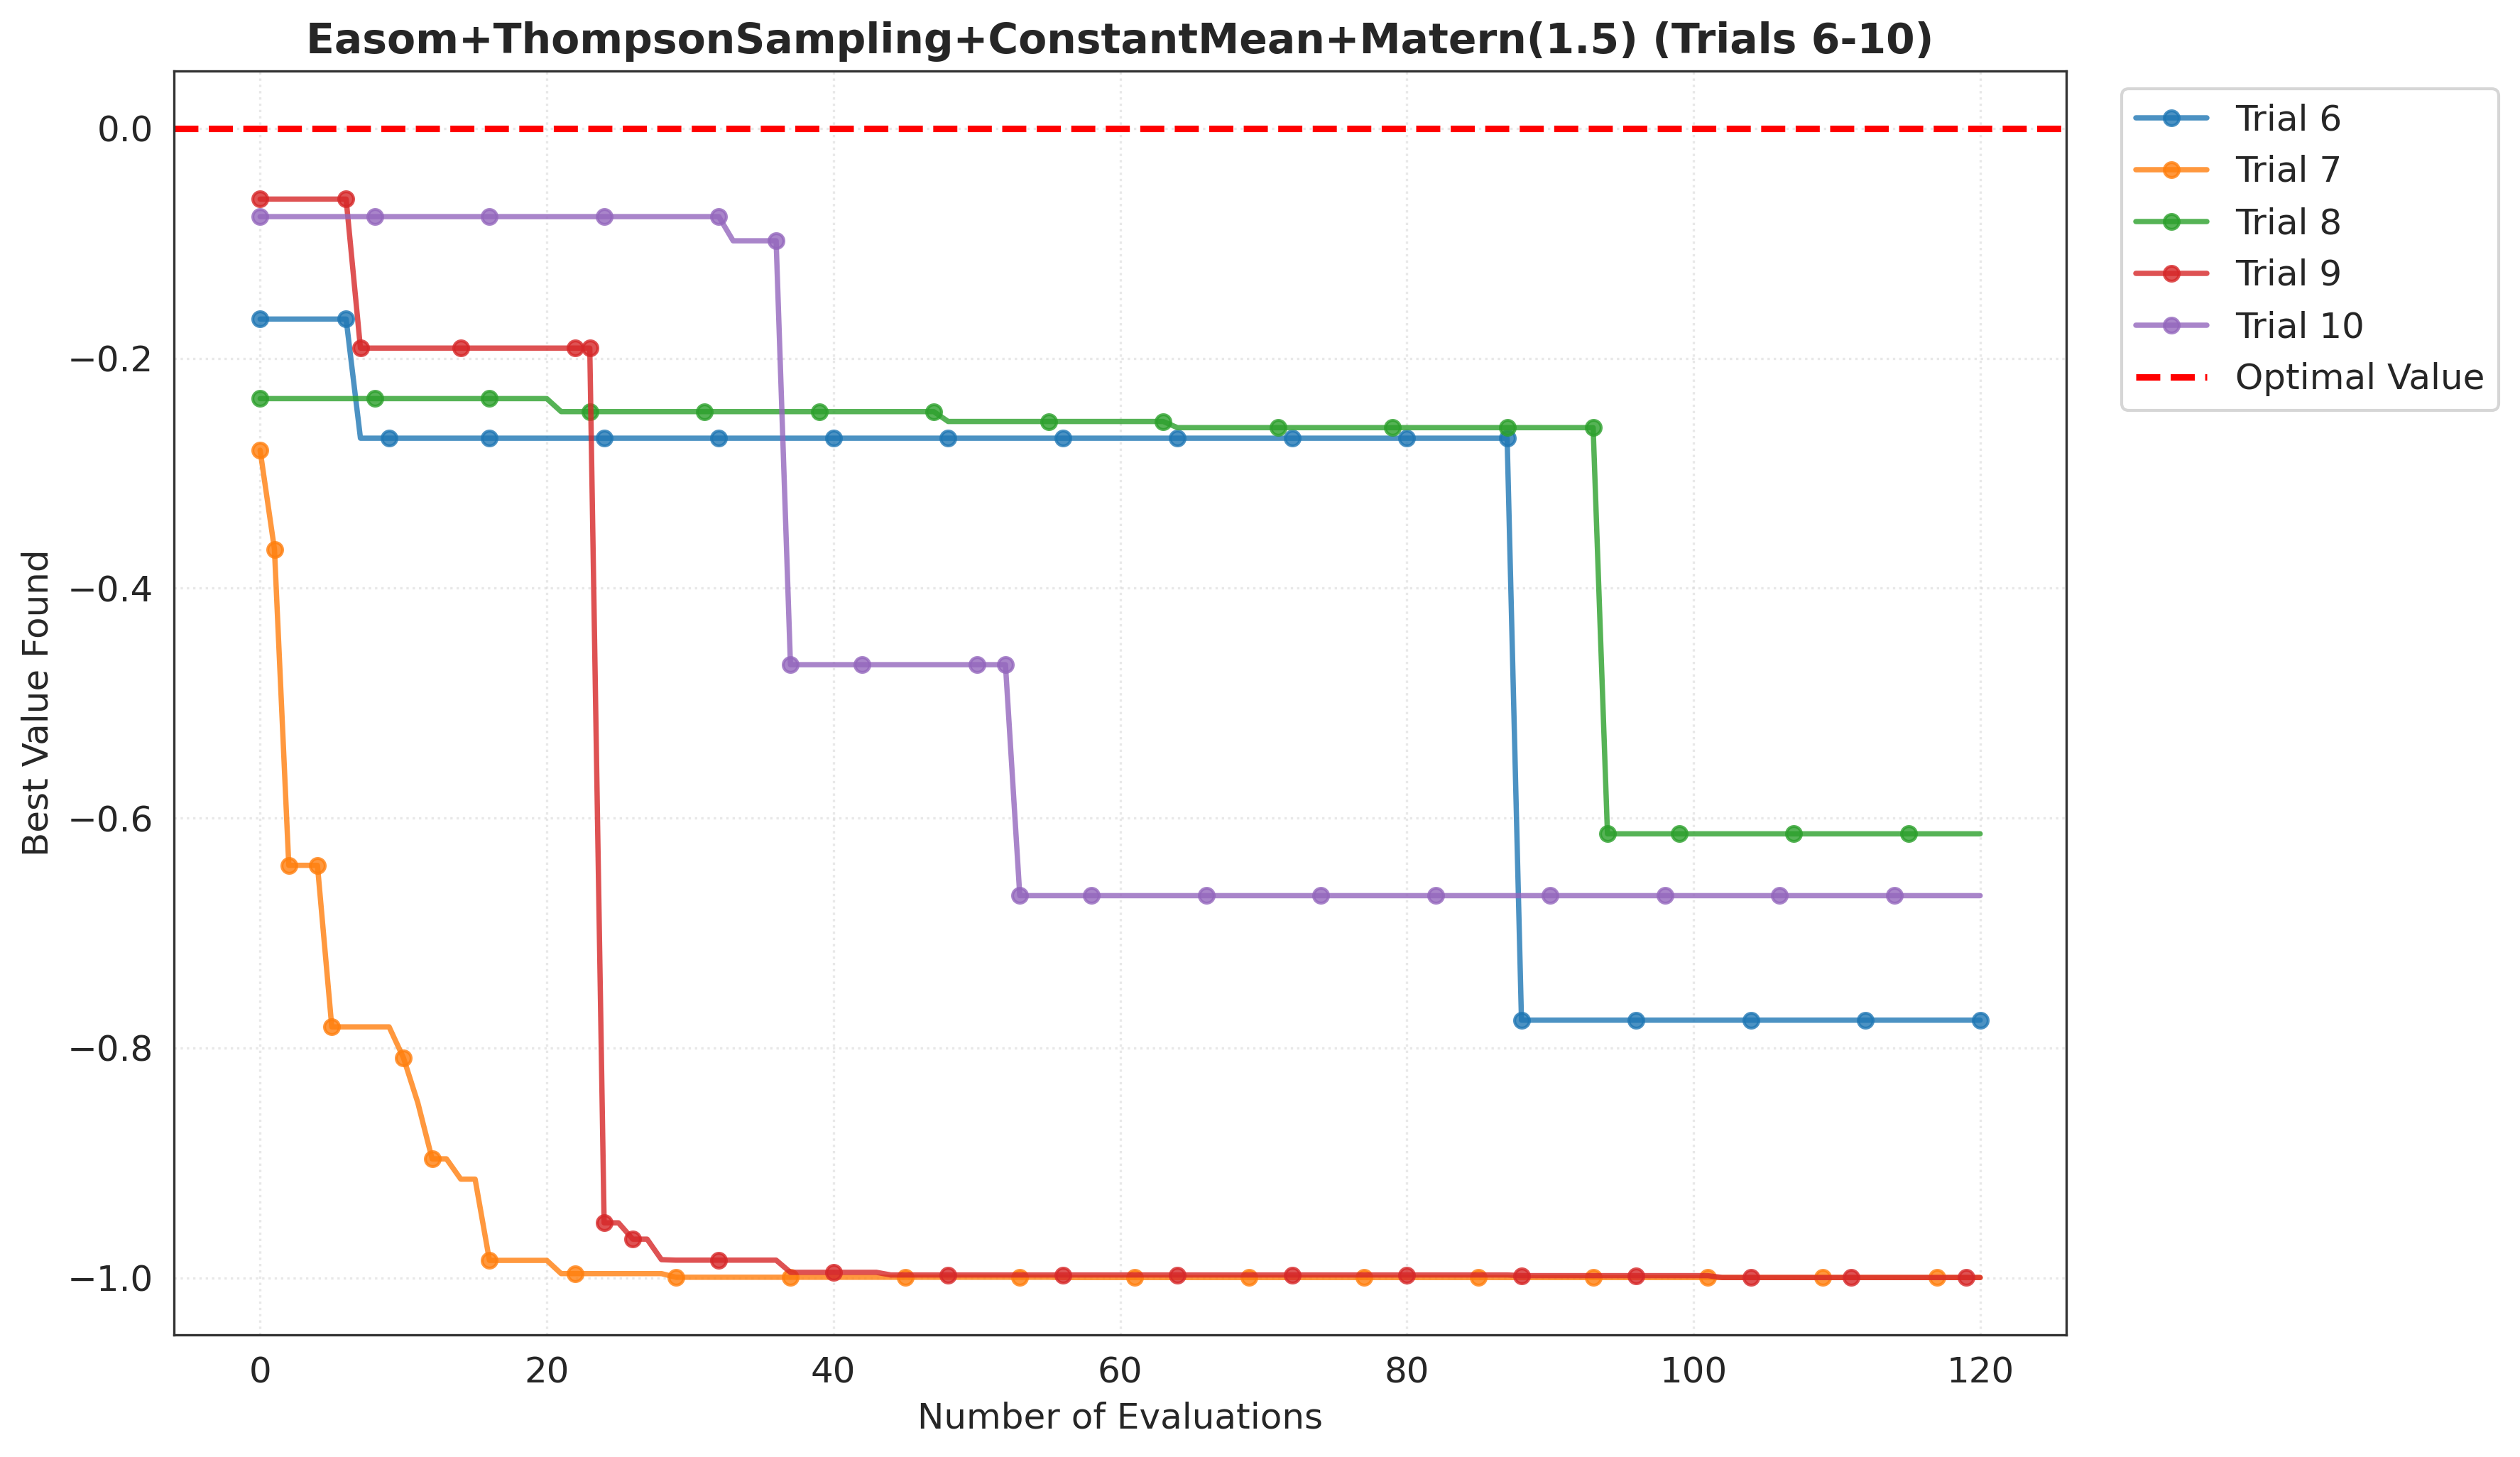 Easom+ThompsonSampling+ConstantMean+Matern(1.5) (Trials 6-10)
Best Value Found
0.0
−0.2
−0.4
−0.6
−0.8
−1.0
0
20
40
60
80
100
120
Number of Evaluations
Trial 6
Trial 7
Trial 8
Trial 9
Trial 10
Optimal Value